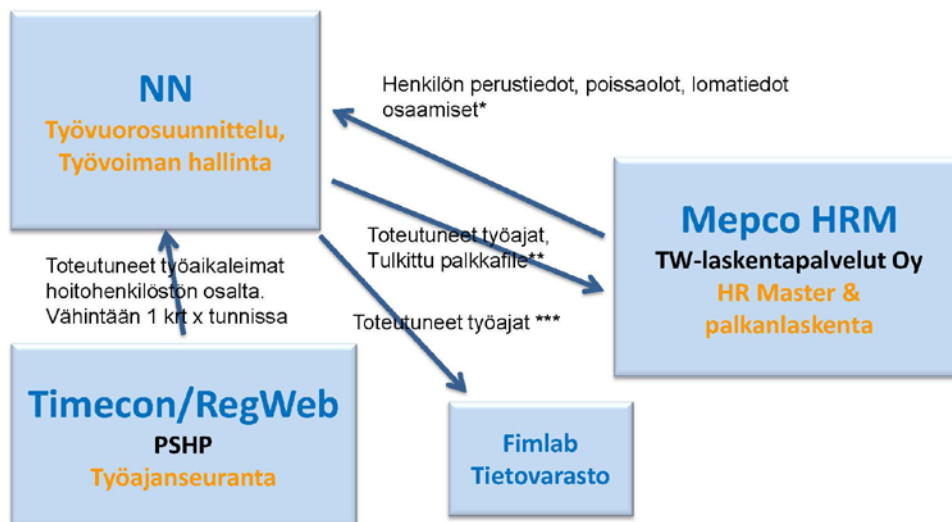 NN
Työvuorosuunnittelu,
Työvoiman hallinta
Henkilön perustiedot, poissaolot, lomatiedot
osaamiset*
Mepco HRM
TW-laskentapalvelut Oy
HR Master &
palkanlaskenta
Toteutuneet työajat,
Tulkittu palkkafile**
Toteutuneet työaikaleimat
hoitohenkilöstön osalta.
Vähintään 1 krt x tunnissa
Toteutuneet työajat ***
Timecon/RegWeb
PSHP
Työajanseuranta
Fimlab
Tietovarasto